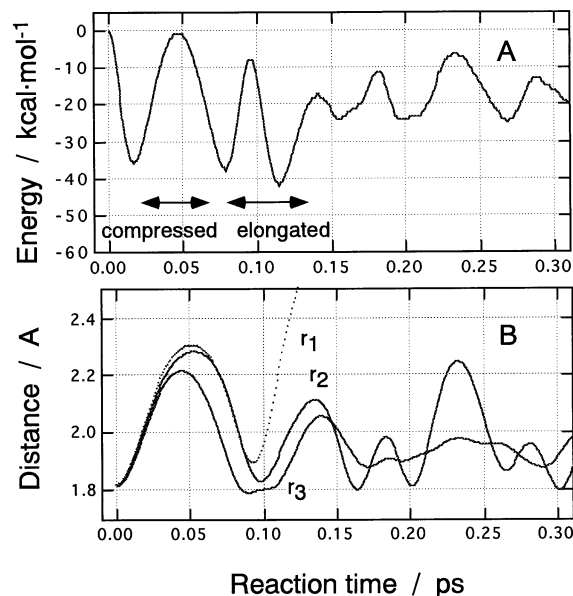 A
Energy / kcal·mol-1
0
-10
-20
-30
-40
-50
-60
compressed elongated
0.00 0.05 0.10 0.15 0.20 0.25 0.30
B
Distance / A
2.4
2.2
2.0
1.8
r1
r2
r3
0.00 0.05 0.10 0.15 0.20 0.25 0.30
Reaction time / ps